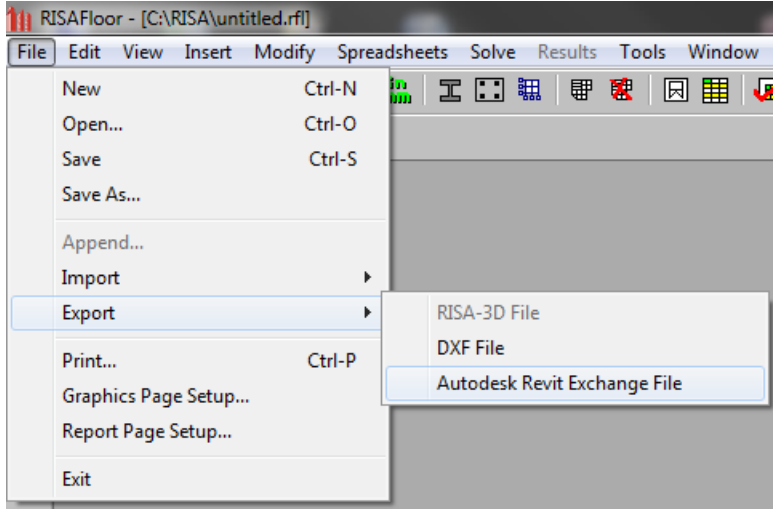 RISAFloor - [C:\RISA\untitled.rfl]
File Edit View Insert Modify Spreadsheets Solve Results Tools Window
New Ctrl-N
Open... Ctrl-O
Save Ctrl-S
Save As...
Append...
Import
Export
RISA-3D File
DXF File
Autodesk Revit Exchange File
Print... Ctrl-P
Graphics Page Setup...
Report Page Setup...
Exit